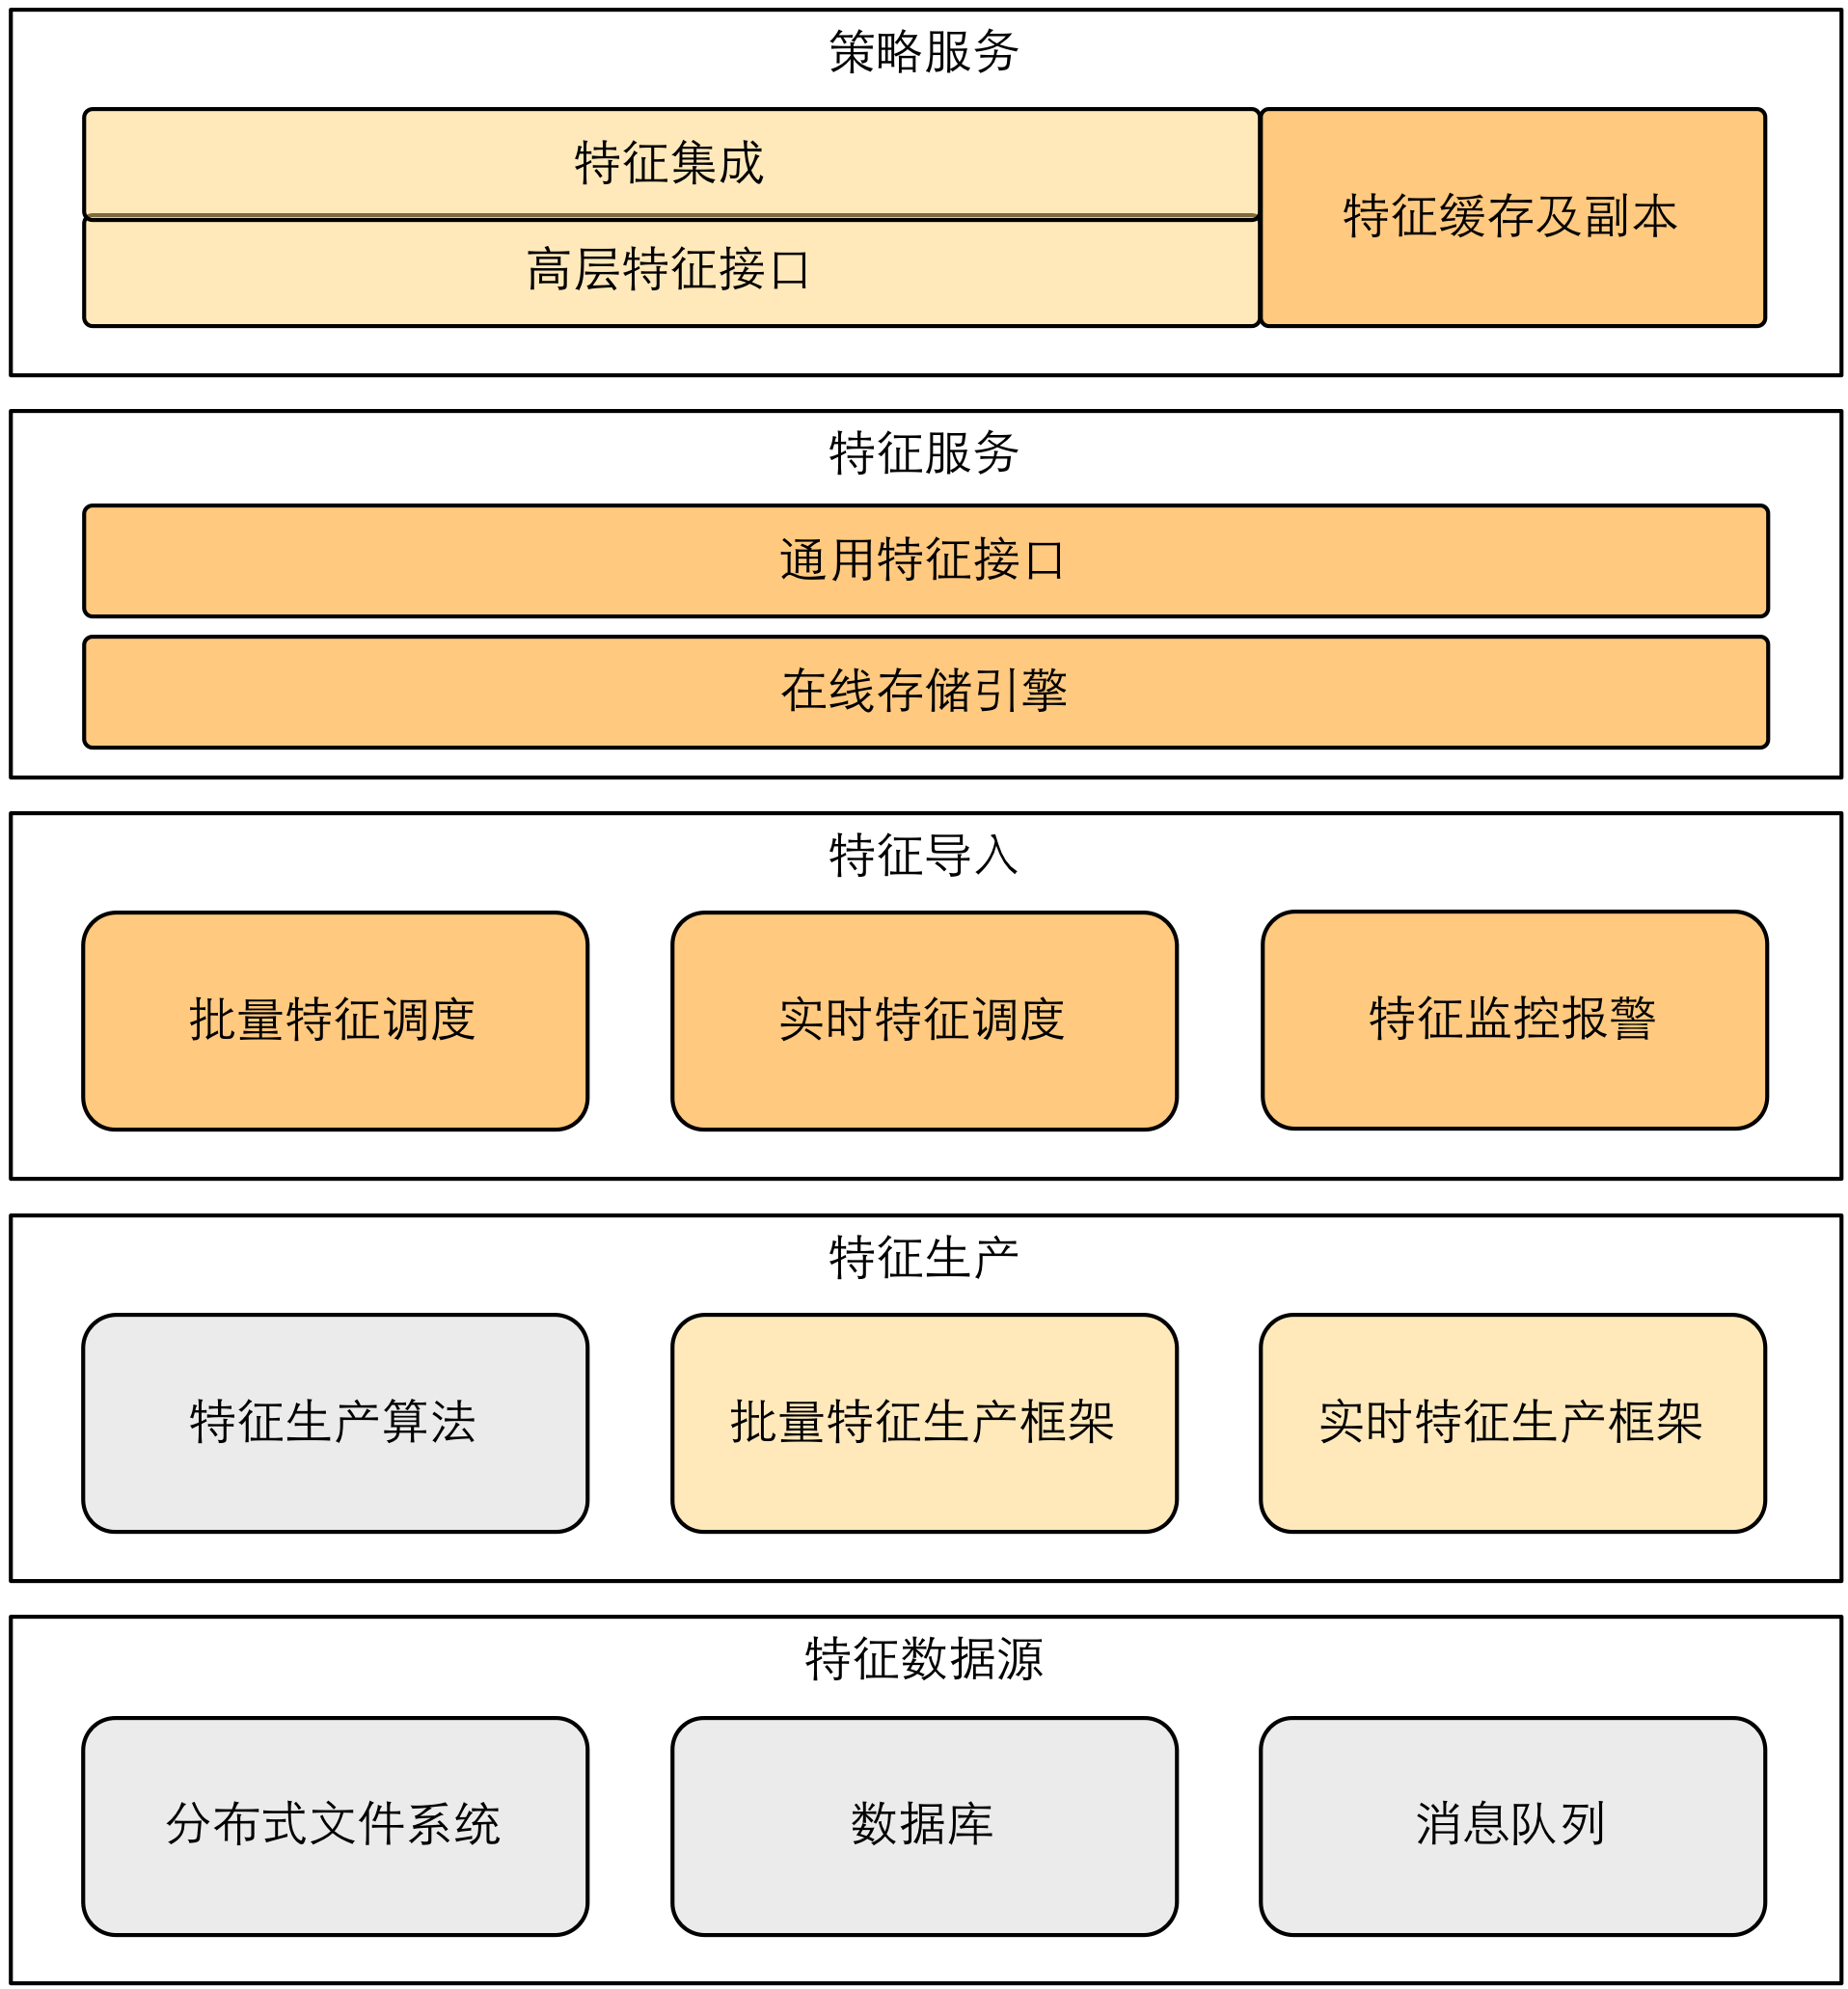 策略服务
特征集成
高层特征接口
特征缓存及副本
特征服务
通用特征接口
在线存储引擎
特征导入
批量特征调度
实时特征调度
特征监控报警
特征生产
特征生产算法
批量特征生产框架
实时特征生产框架
特征数据源
分布式文件系统
数据库
消息队列